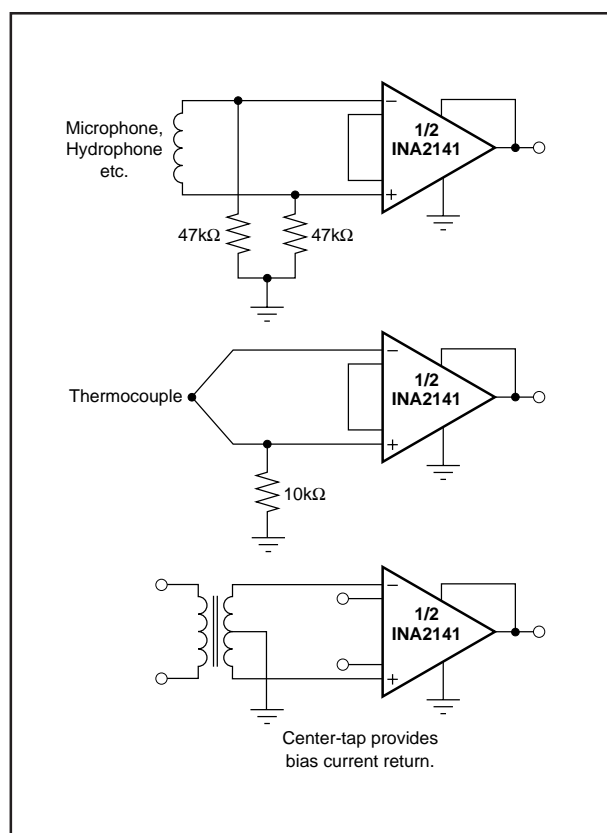 Microphone,
Hydrophone
etc.
−
1/2
INA2141
+
47kΩ
47kΩ
Thermocouple
−
1/2
INA2141
+
10kΩ
−
1/2
INA2141
+
Center-tap provides
bias current return.